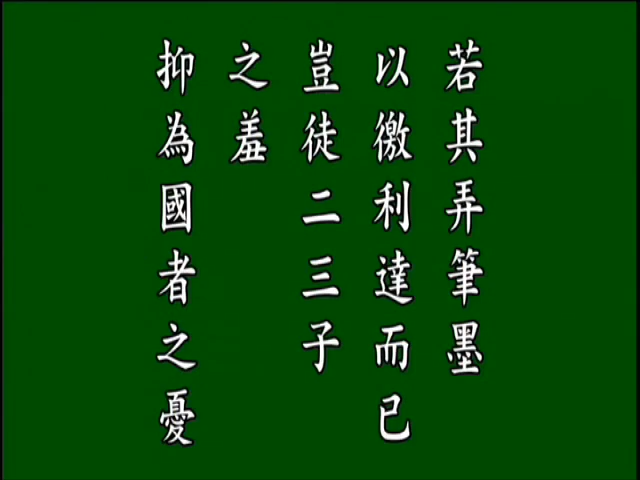 若其弄筆墨
以徼利達而已
豈徒二三子
之羞
抑為國者之憂